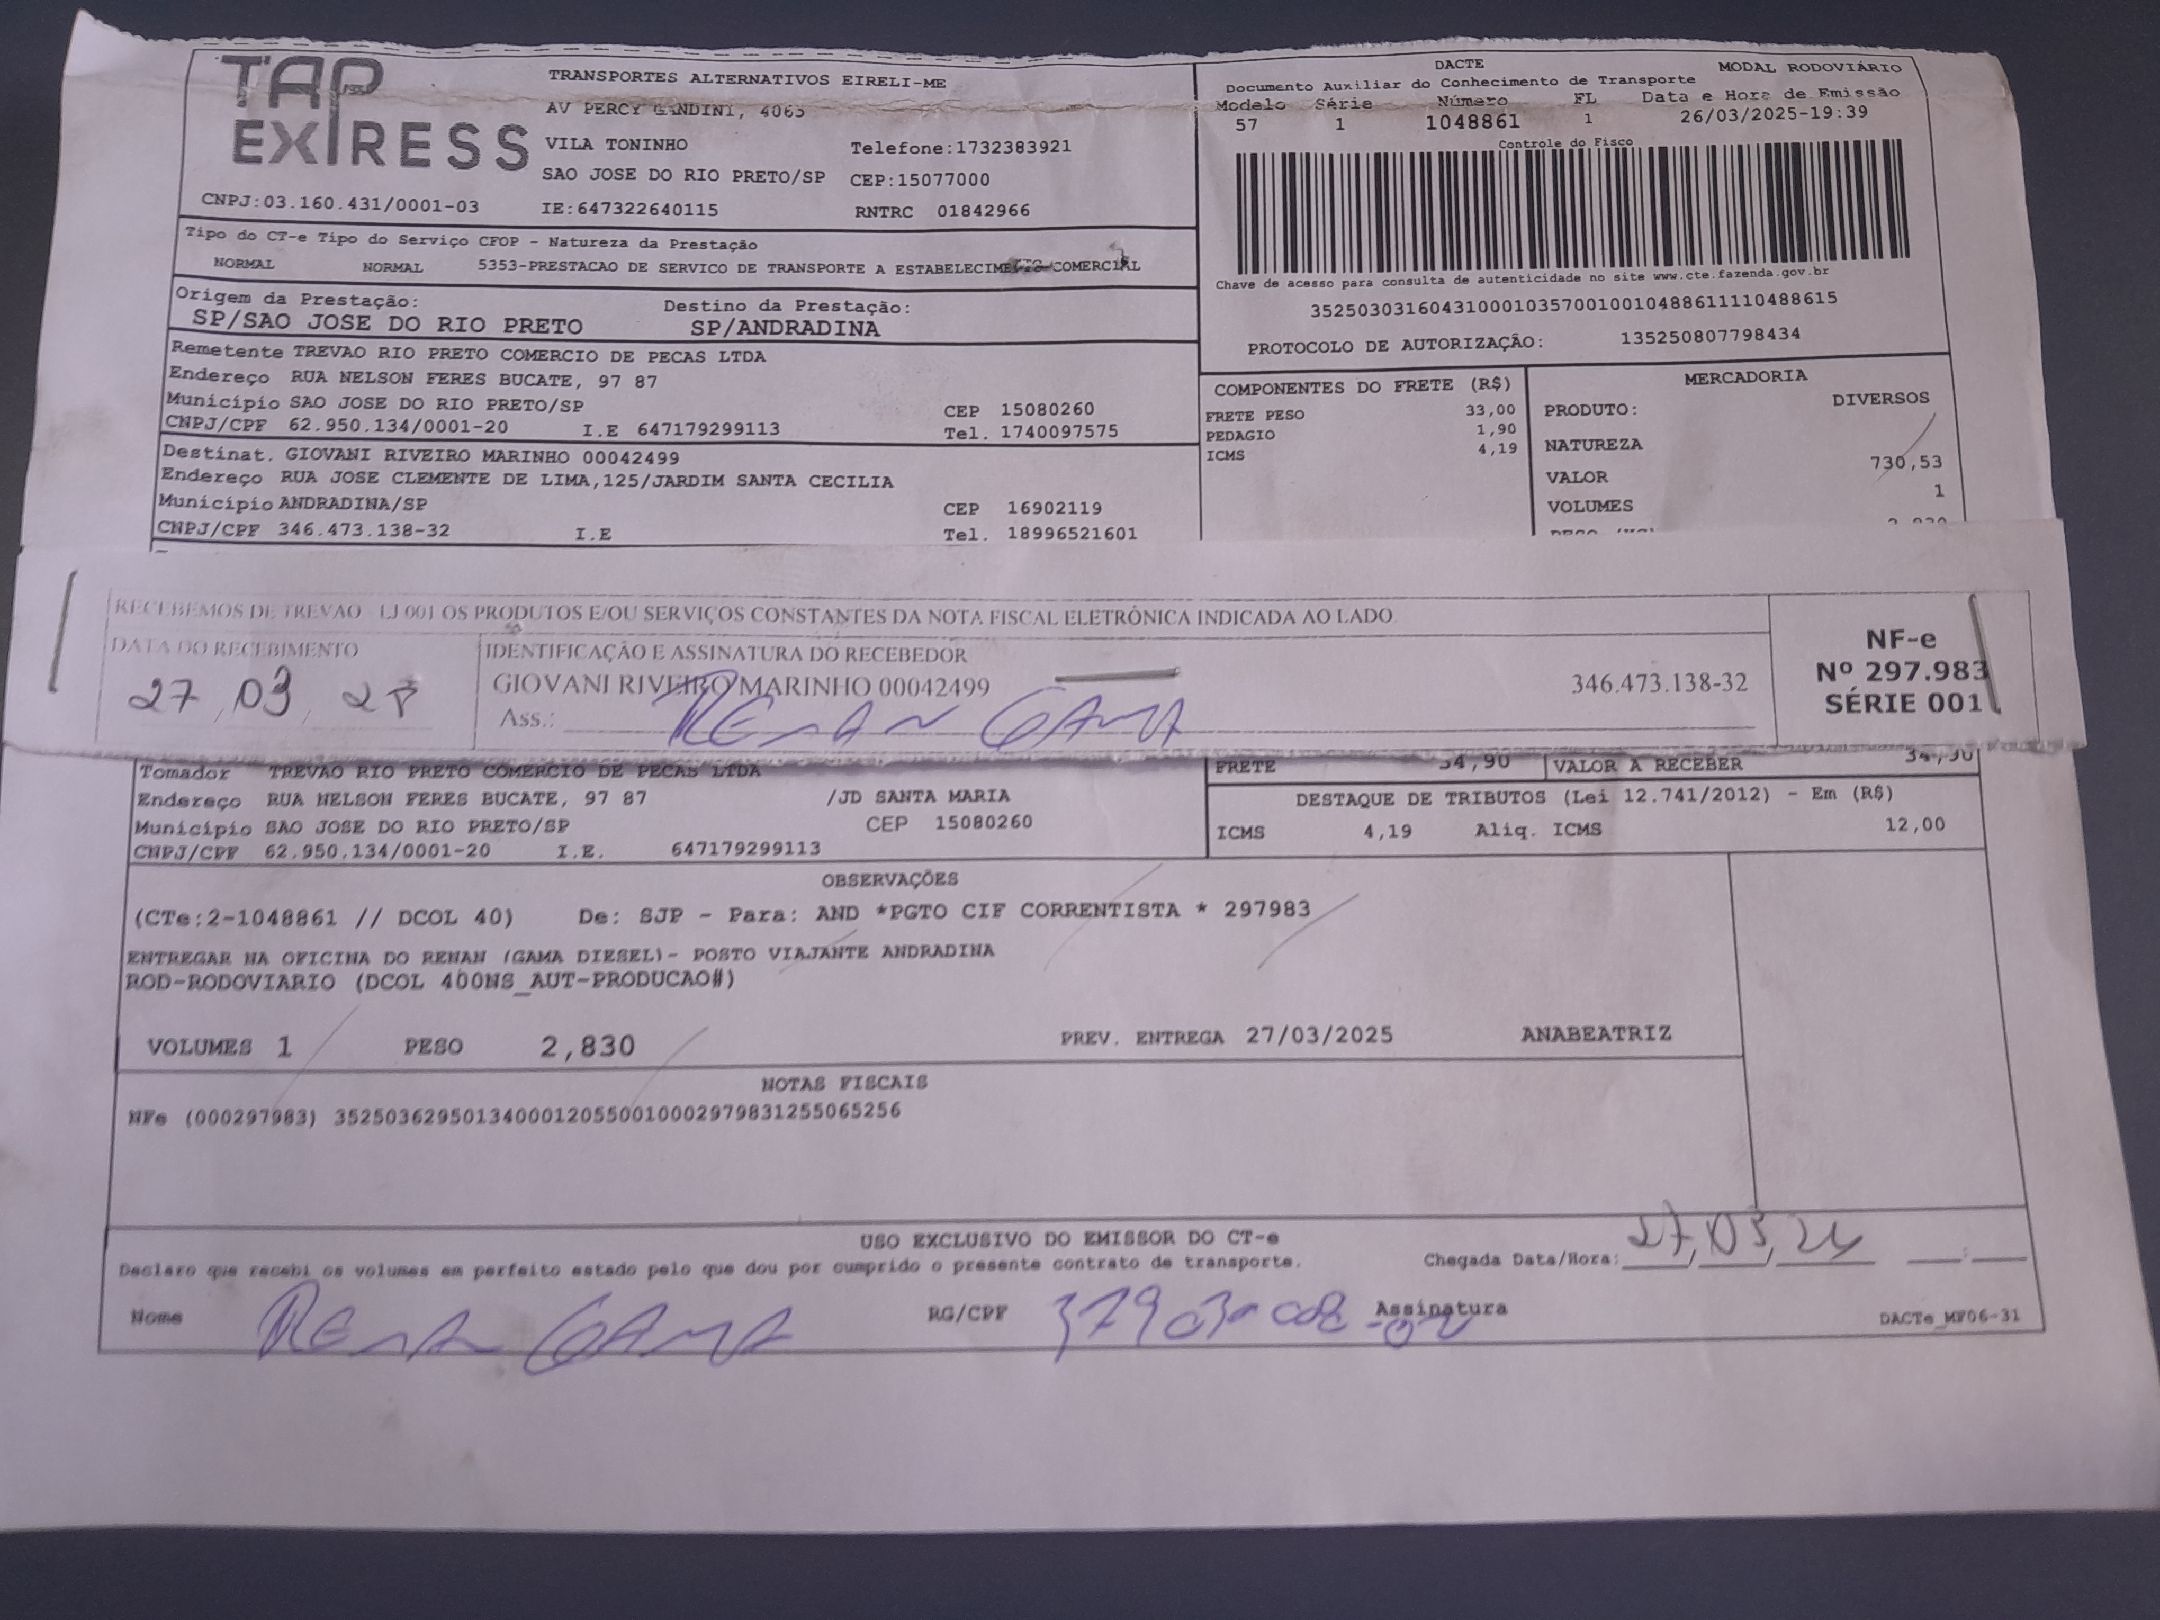 TAP EXPRESS
TRANSPORTES ALTERNATIVOS EIRELI-ME
AV PERCY GANDINI, 4065
VILA TONINHO Telefone:1732383921
SAO JOSE DO RIO PRETO/SP CEP:15077000
CNPJ:03.160.431/0001-03 IE:647322640115 RNTRC 01842966
DACTE MODAL RODOVIÁRIO
Documento Auxiliar do Conhecimento de Transporte
Modelo Série Número FL Data e Hora de Emissão
57 1 1048861 1 26/03/2025-19:39
Controle do Fisco
Chave de acesso para consulta de autenticidade no site www.cte.fazenda.gov.br
35250303160431000103570010010488611110488615
PROTOCOLO DE AUTORIZAÇÃO: 135250807798434
Tipo do CT-e Tipo do Serviço CFOP - Natureza da Prestação
NORMAL NORMAL 5353-PRESTACAO DE SERVICO DE TRANSPORTE A ESTABELECIMENTO COMERCIAL
Origem da Prestação: Destino da Prestação:
SP/SAO JOSE DO RIO PRETO SP/ANDRADINA
Remetente TREVAO RIO PRETO COMERCIO DE PECAS LTDA
Endereço RUA NELSON FERES BUCATE, 97 87
Município SAO JOSE DO RIO PRETO/SP CEP 15080260
CNPJ/CPF 62.950.134/0001-20 I.E 647179299113 Tel. 1740097575
Destinat. GIOVANI RIVEIRO MARINHO 00042499
Endereço RUA JOSE CLEMENTE DE LIMA,125/JARDIM SANTA CECILIA
Município ANDRADINA/SP CEP 16902119
CNPJ/CPF 346.473.138-32 I.E Tel. 18996521601
COMPONENTES DO FRETE (R$)
FRETE PESO 33,00
PEDAGIO 1,90
ICMS 4,19
MERCADORIA
PRODUTO: DIVERSOS
NATUREZA
VALOR 730,53
VOLUMES 1
RECEBEMOS DE TREVAO - LJ 001 OS PRODUTOS E/OU SERVIÇOS CONSTANTES DA NOTA FISCAL ELETRÔNICA INDICADA AO LADO.
DATA DO RECEBIMENTO
27 03
IDENTIFICAÇÃO E ASSINATURA DO RECEBEDOR
GIOVANI RIVEIRO MARINHO 00042499 346.473.138-32
Ass.: RENAN GAMA
NF-e
Nº 297.983
SÉRIE 001
Tomador TREVAO RIO PRETO COMERCIO DE PECAS LTDA
Endereço RUA NELSON FERES BUCATE, 97 87 /JD SANTA MARIA
Município SAO JOSE DO RIO PRETO/SP CEP 15080260
CNPJ/CPF 62.950.134/0001-20 I.E. 647179299113
FRETE 34,90 VALOR A RECEBER 34,90
DESTAQUE DE TRIBUTOS (Lei 12.741/2012) - Em (R$)
ICMS 4,19 Aliq. ICMS 12,00
OBSERVAÇÕES
(CTe:2-1048861 // DCOL 40) De: SJP - Para: AND *PGTO CIF CORRENTISTA * 297983
ENTREGAR NA OFICINA DO RENAN (GAMA DIESEL)- POSTO VIAJANTE ANDRADINA
ROD-RODOVIARIO (DCOL 400NS_AUT-PRODUCAO#)
VOLUMES 1 PESO 2,830 PREV. ENTREGA 27/03/2025 ANABEATRIZ
NOTAS FISCAIS
NFe (000297983) 35250362950134000120550010002979831255065256
USO EXCLUSIVO DO EMISSOR DO CT-e
Declaro que recebi os volumes em perfeito estado pelo que dou por cumprido o presente contrato de transporte.
Chegada Data/Hora: 27,03,
Nome RENAN GAMA RG/CPF Assinatura
DACTe_MF06-31